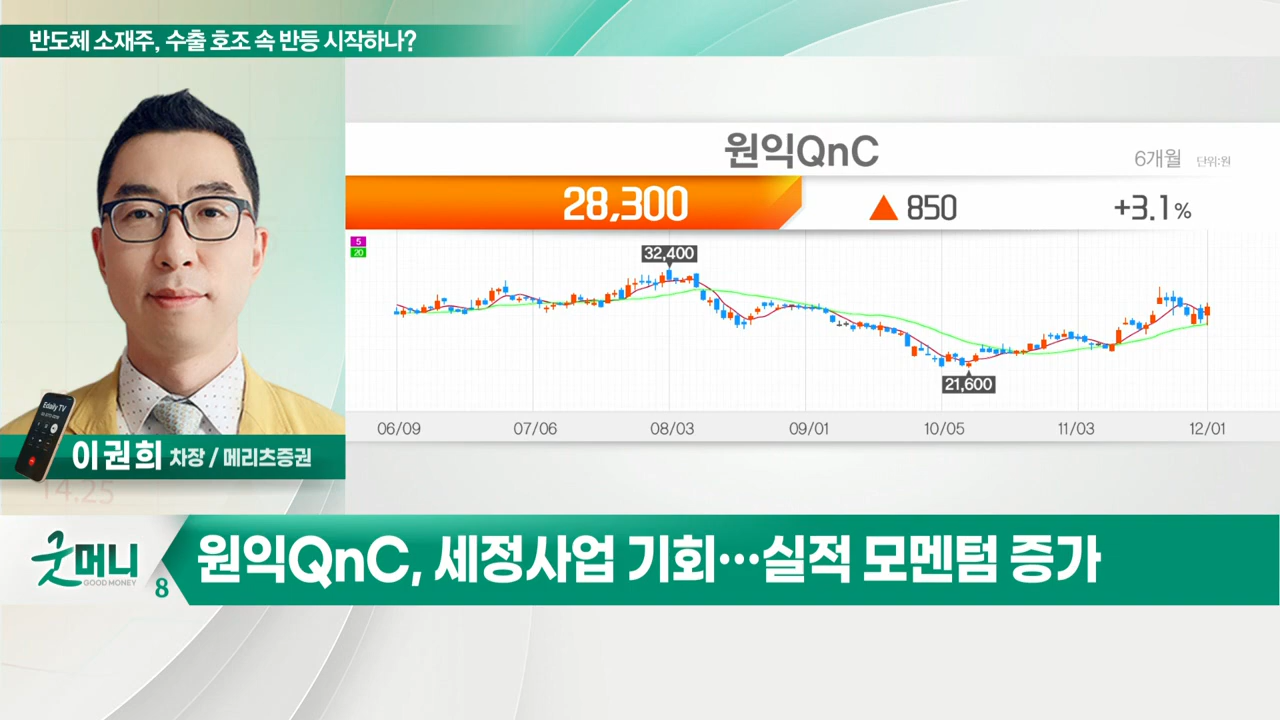 반도체 소재주, 수출 호조 속 반등 시작하나?
원익QnC
6개월 단위:원
28,300 ▲ 850 +3.1%
5
20
32,400
21,600
06/09 07/06 08/03 09/01 10/05 11/03 12/01
Edaily TV
이권희 차장 / 메리츠증권
14.25
굿머니
GOOD MONEY
8
원익QnC, 세정사업 기회…실적 모멘텀 증가